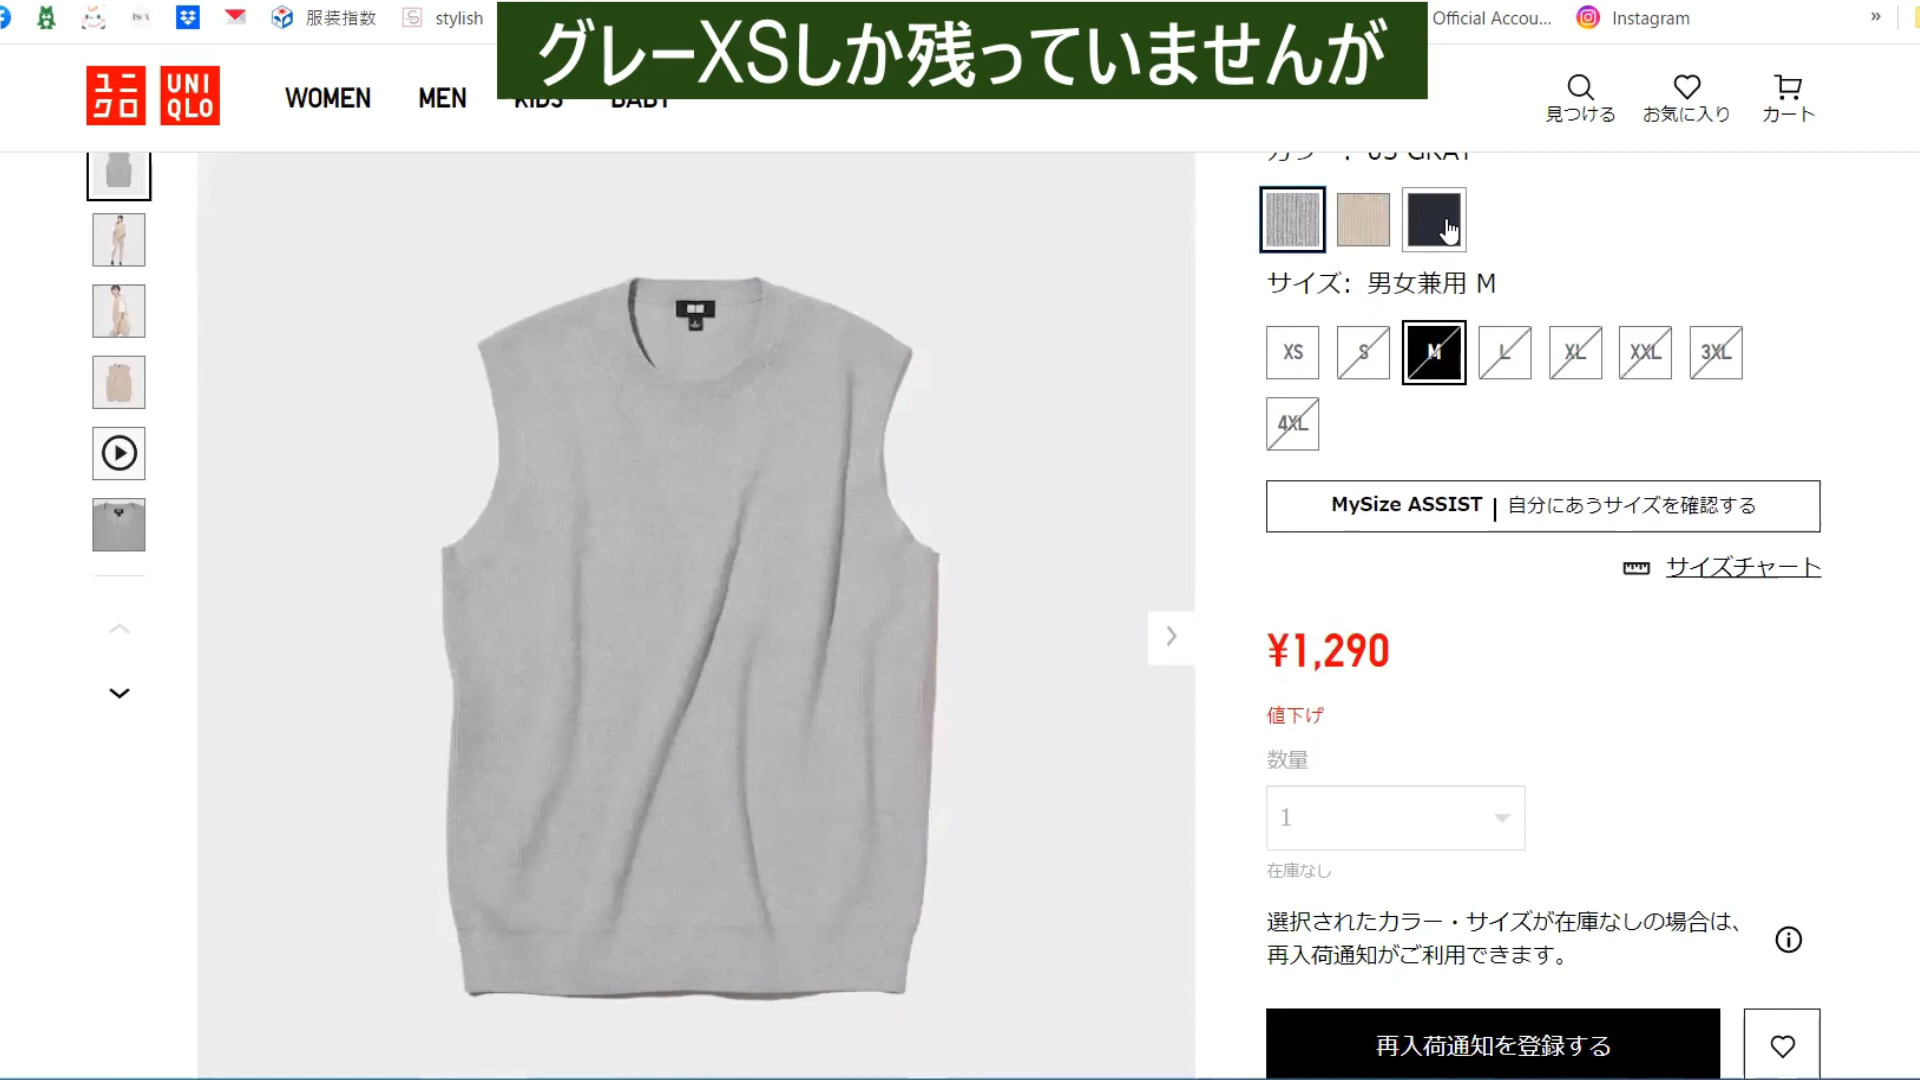 服装指数
stylish
Official Accou...
Instagram
»
グレーXSしか残っていませんが
ユニクロ
UNIQLO
WOMEN
MEN
KIDS
BABY
見つける
お気に入り
カート
サイズ: 男女兼用 M
XS
S
M
L
XL
XXL
3XL
4XL
MySize ASSIST | 自分にあうサイズを確認する
サイズチャート
¥1,290
値下げ
数量
1
在庫なし
選択されたカラー・サイズが在庫なしの場合は、
再入荷通知がご利用できます。
再入荷通知を登録する